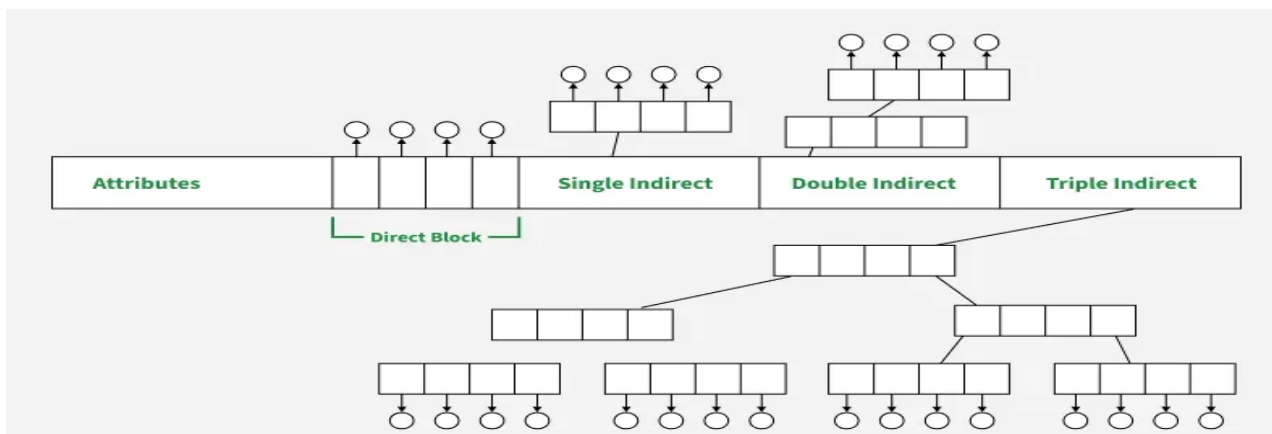 Attributes
Single Indirect
Double Indirect
Triple Indirect
Direct Block